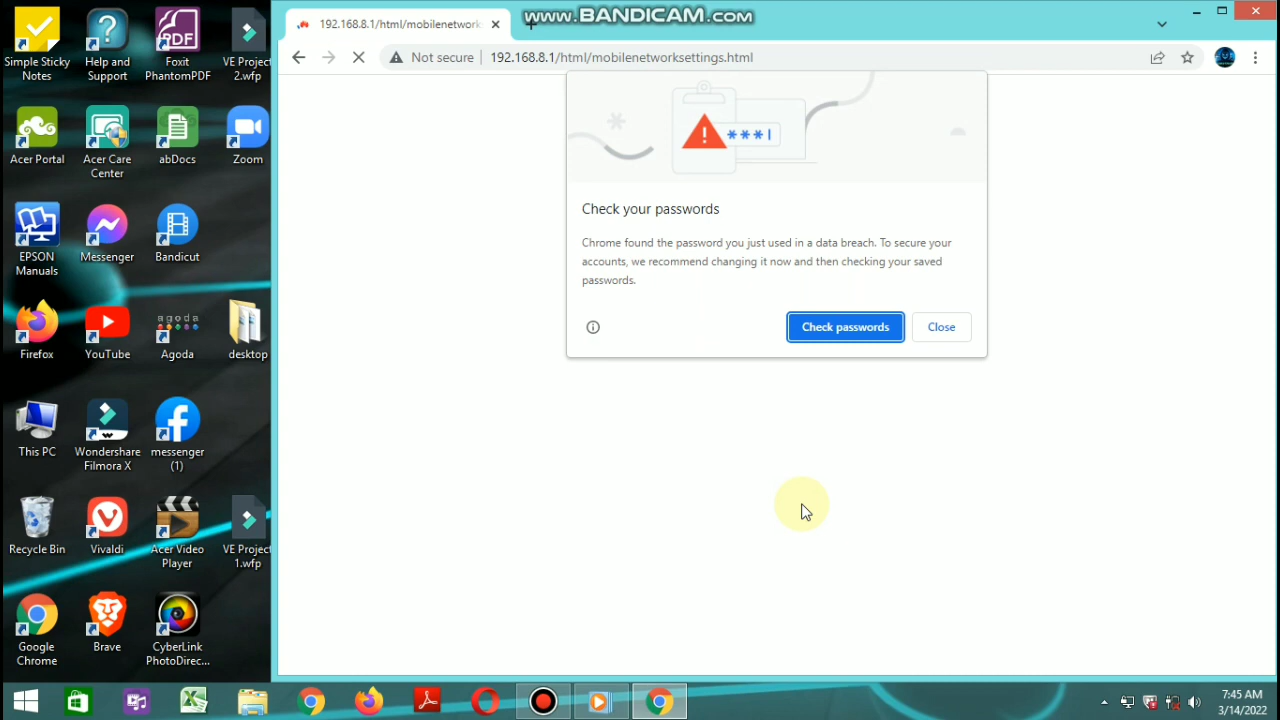 www.BANDICAM.com
192.168.8.1/html/mobilenetwork
Not secure
192.168.8.1/html/mobilenetworksettings.html
***
Check your passwords
Chrome found the password you just used in a data breach. To secure your
accounts, we recommend changing it now and then checking your saved
passwords.
Check passwords
Close
Simple Sticky
Notes
Help and
Support
PDF
Foxit
PhantomPDF
VE Project
2.wfp
Acer Portal
Acer Care
Center
abDocs
Zoom
EPSON
Manuals
Messenger
Bandicut
Firefox
YouTube
agoda
Agoda
desktop
This PC
Wondershare
Filmora X
messenger
(1)
Recycle Bin
Vivaldi
Acer Video
Player
VE Project
1.wfp
Google
Chrome
Brave
CyberLink
PhotoDirec...
7:45 AM
3/14/2022